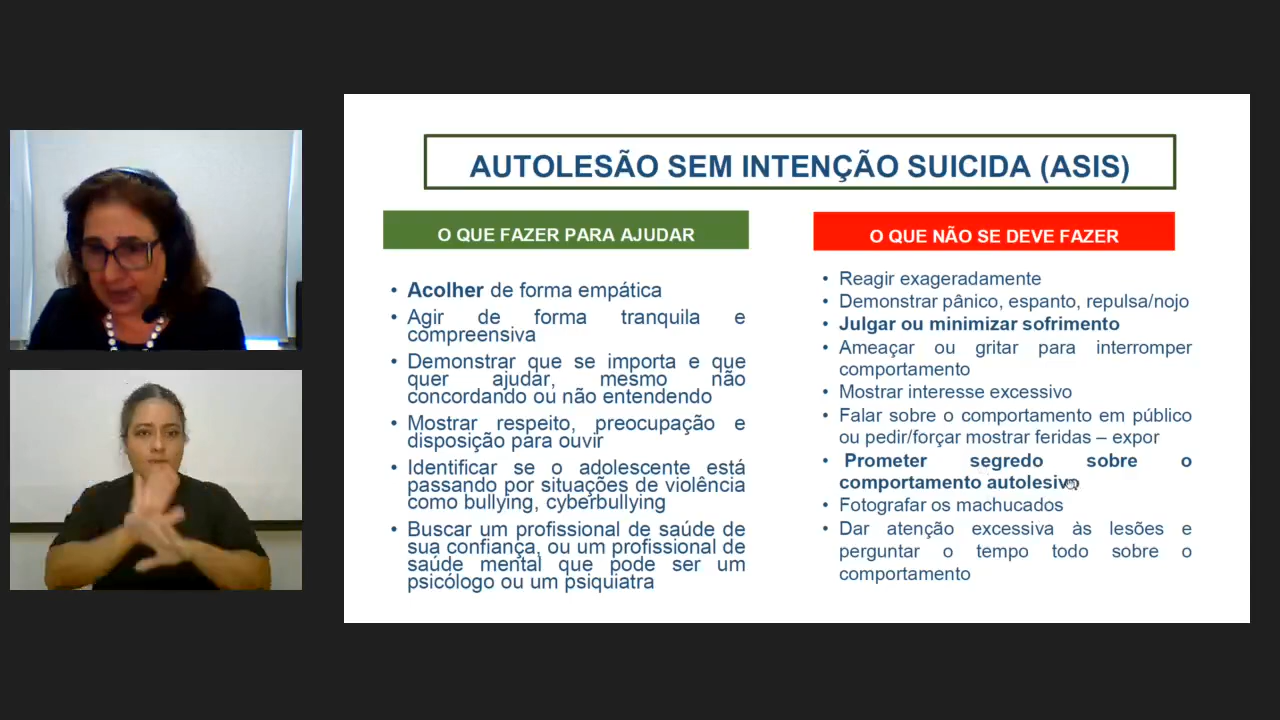 AUTOLESÃO SEM INTENÇÃO SUICIDA (ASIS)
O QUE FAZER PARA AJUDAR
• Acolher de forma empática
• Agir de forma tranquila e
compreensiva
• Demonstrar que se importa e que
quer ajudar, mesmo não
concordando ou não entendendo
• Mostrar respeito, preocupação e
disposição para ouvir
• Identificar se o adolescente está
passando por situações de violência
como bullying, cyberbullying
• Buscar um profissional de saúde de
sua confiança, ou um profissional de
saúde mental que pode ser um
psicólogo ou um psiquiatra
O QUE NÃO SE DEVE FAZER
• Reagir exageradamente
• Demonstrar pânico, espanto, repulsa/nojo
• Julgar ou minimizar sofrimento
• Ameaçar ou gritar para interromper
comportamento
• Mostrar interesse excessivo
• Falar sobre o comportamento em público
ou pedir/forçar mostrar feridas – expor
• Prometer segredo sobre o
comportamento autolesivo
• Fotografar os machucados
• Dar atenção excessiva às lesões e
perguntar o tempo todo sobre o
comportamento